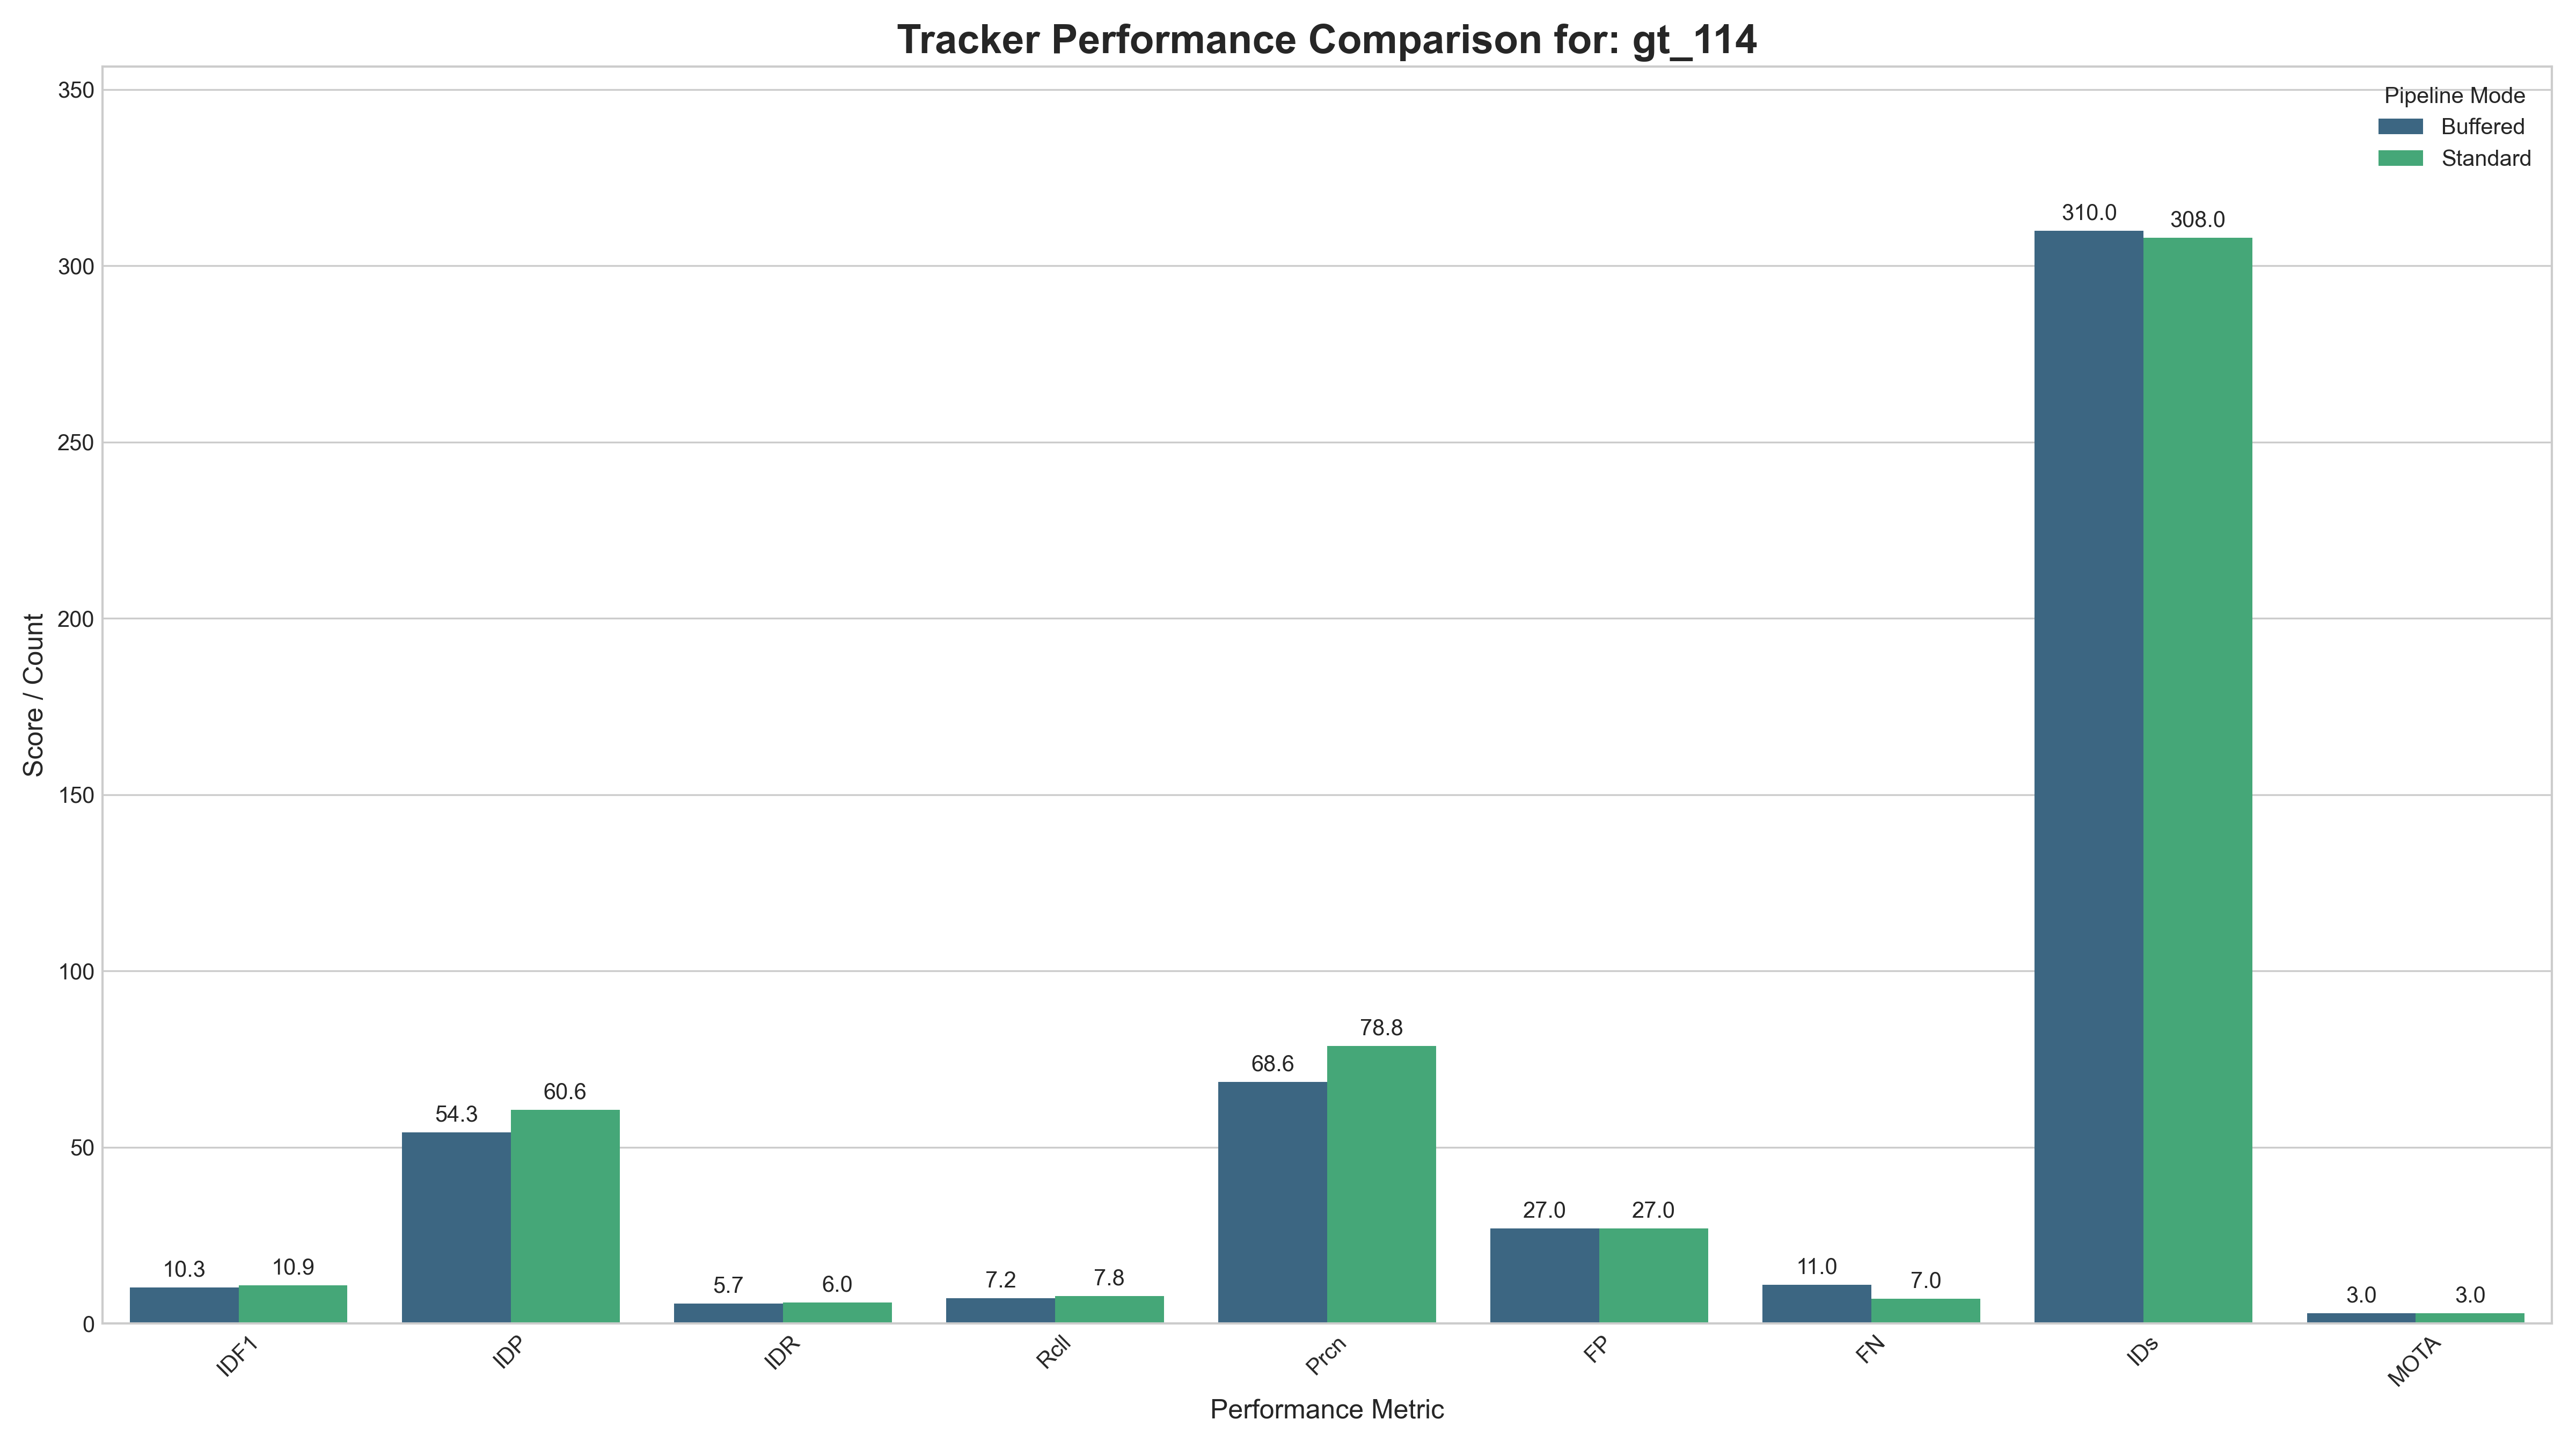 Tracker Performance Comparison for: gt_114
350
300
250
200
150
100
50
0
Score / Count
Pipeline Mode
Buffered
Standard
10.3
10.9
54.3
60.6
5.7
6.0
7.2
7.8
68.6
78.8
27.0
27.0
11.0
7.0
310.0
308.0
3.0
3.0
IDF1
IDP
IDR
Rcll
Prcn
FP
FN
IDs
MOTA
Performance Metric